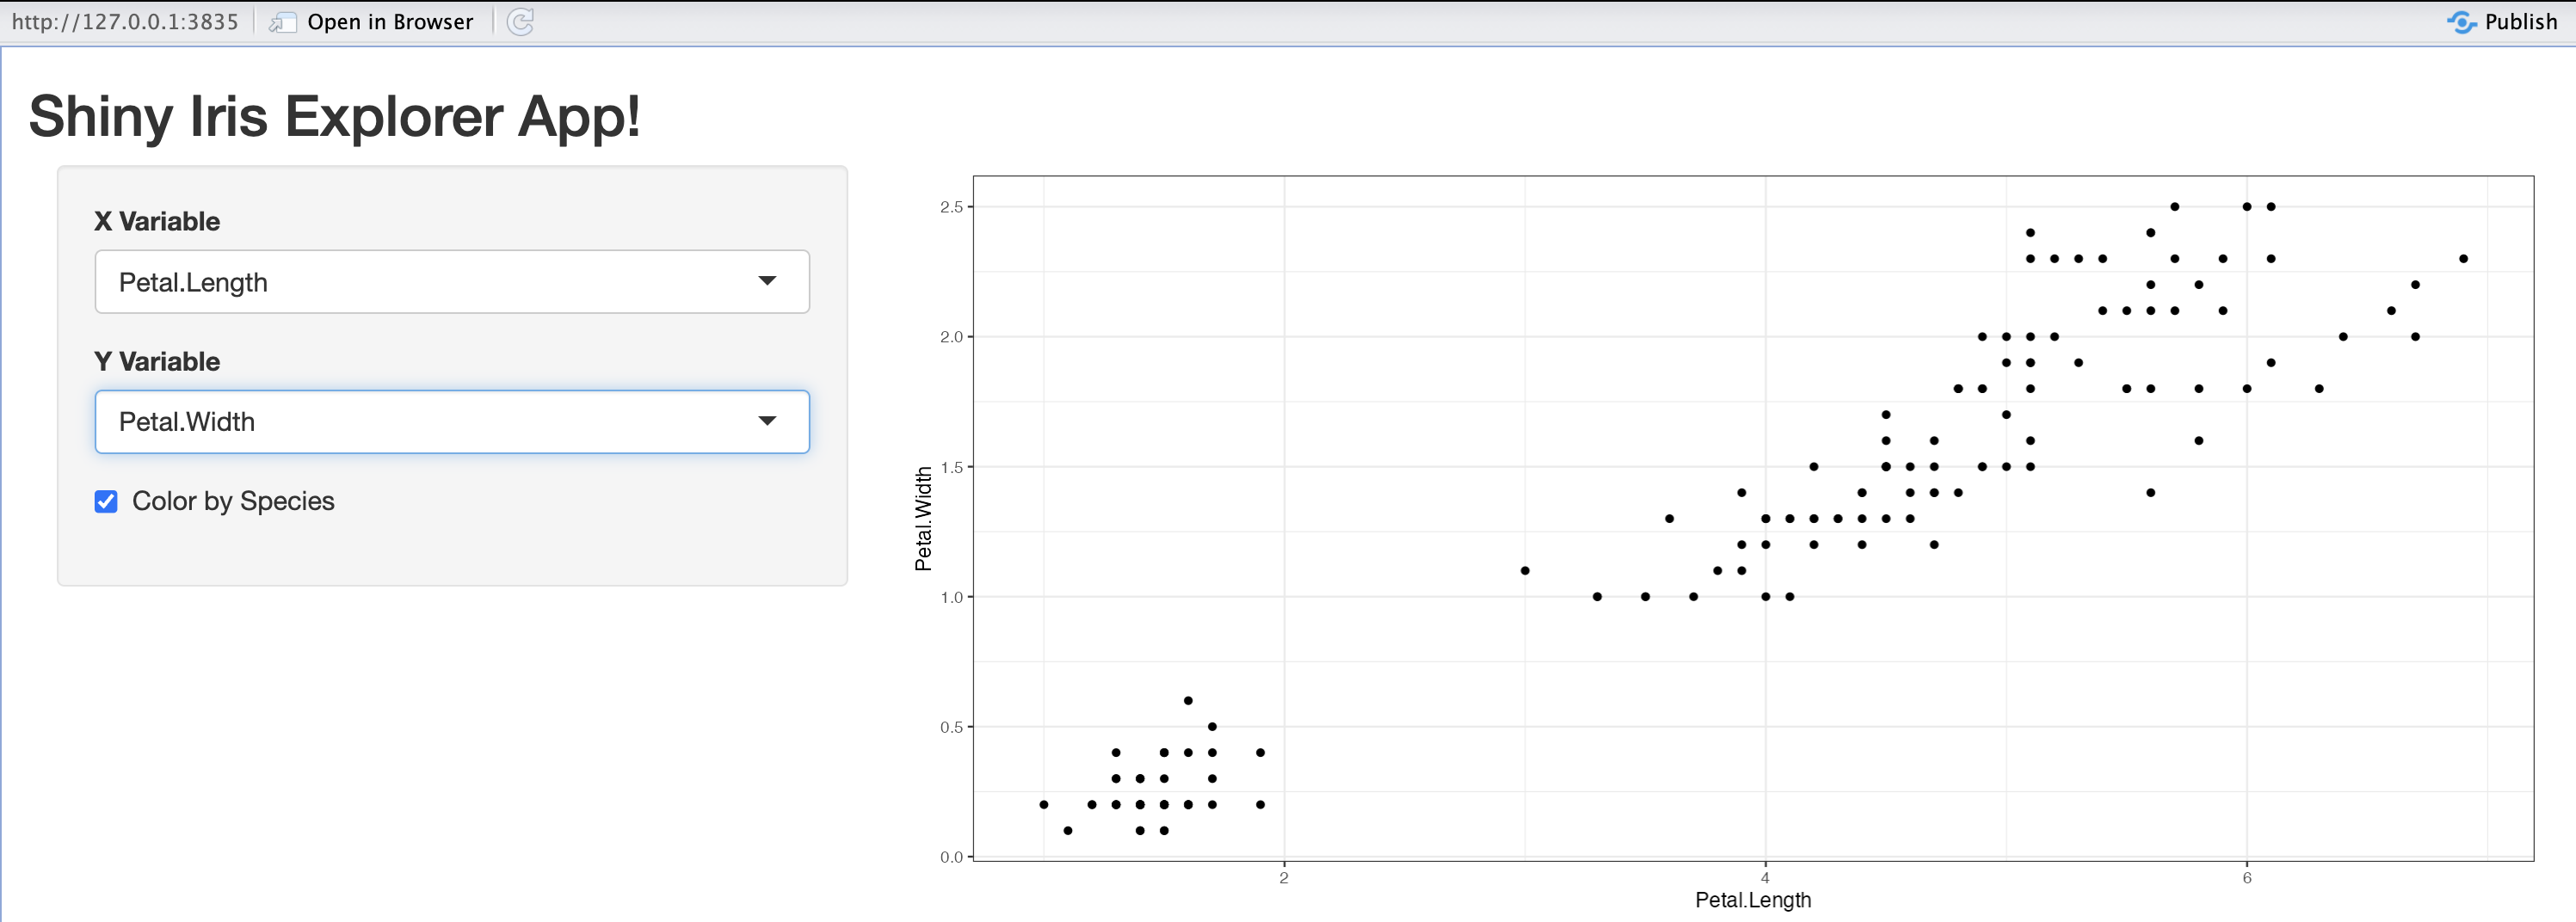 http://127.0.0.1:3835 Open in Browser Publish
Shiny Iris Explorer App!
X Variable
Petal.Length
Y Variable
Petal.Width
Color by Species
2.5
2.0
1.5
1.0
0.5
0.0
Petal.Width
2 4 6
Petal.Length